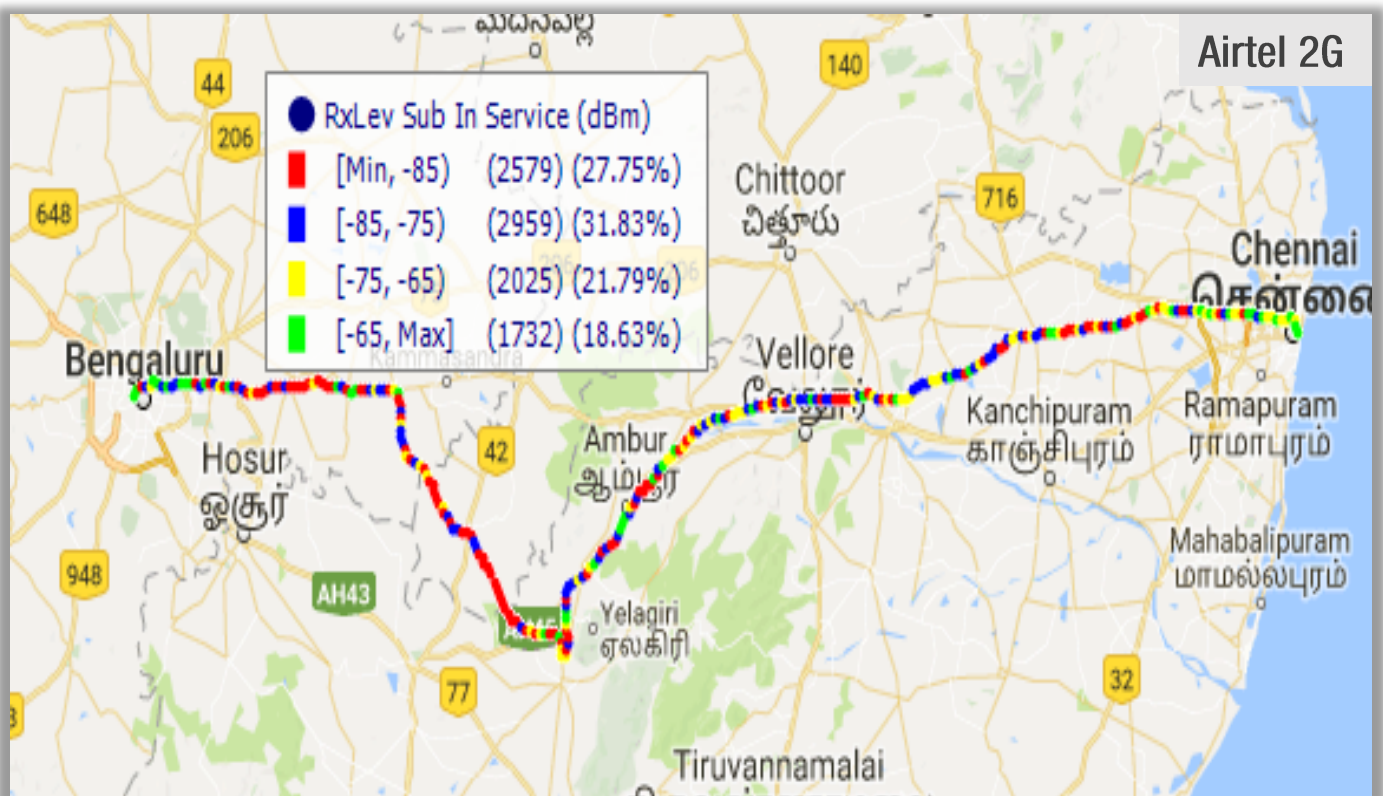 మదనపల్లె
Airtel 2G
44
140
206
RxLev Sub In Service (dBm)
[Min, -85) (2579) (27.75%)
[-85, -75) (2959) (31.83%)
[-75, -65) (2025) (21.79%)
[-65, Max] (1732) (18.63%)
206
206
Kammasandra
648
Chittoor
చిత్తూరు
716
Chennai
சென்னை
Bengaluru
Vellore
வேலூர்
Kanchipuram
காஞ்சிபுரம்
Ramapuram
ராமாபுரம்
42
Ambur
ஆம்பூர்
Hosur
ஓசூர்
Mahabalipuram
மாமல்லபுரம்
948
AH43
Yelagiri
ஏலகிரி
77
32
Tiruvannamalai